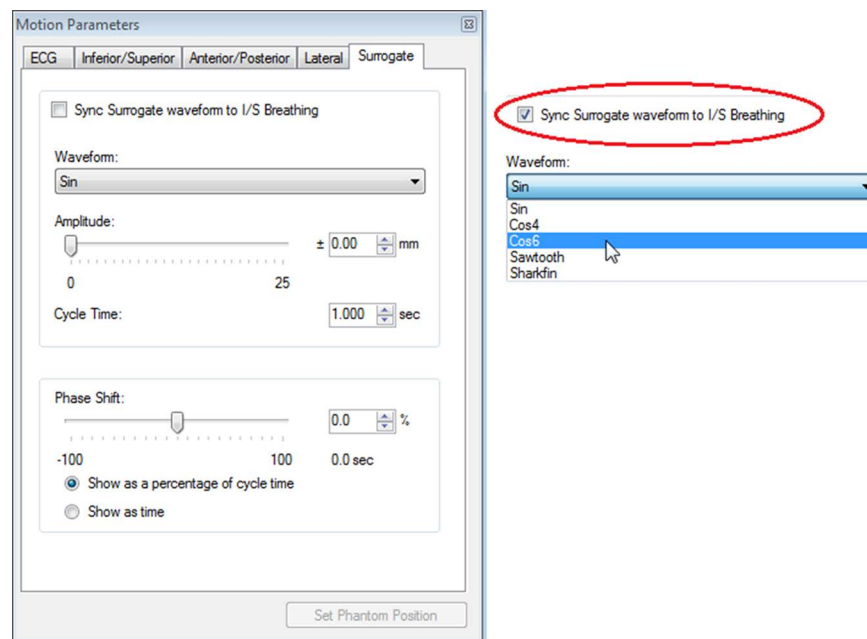 Motion Parameters
ECG Inferior/Superior Anterior/Posterior Lateral Surrogate
Sync Surrogate waveform to I/S Breathing
Waveform:
Sin
Amplitude:
± 0.00 mm
0 25
Cycle Time: 1.000 sec
Phase Shift:
0.0 %
-100 100 0.0 sec
Show as a percentage of cycle time
Show as time
Set Phantom Position
Sync Surrogate waveform to I/S Breathing
Waveform:
Sin
Sin
Cos4
Cos6
Sawtooth
Sharkfin